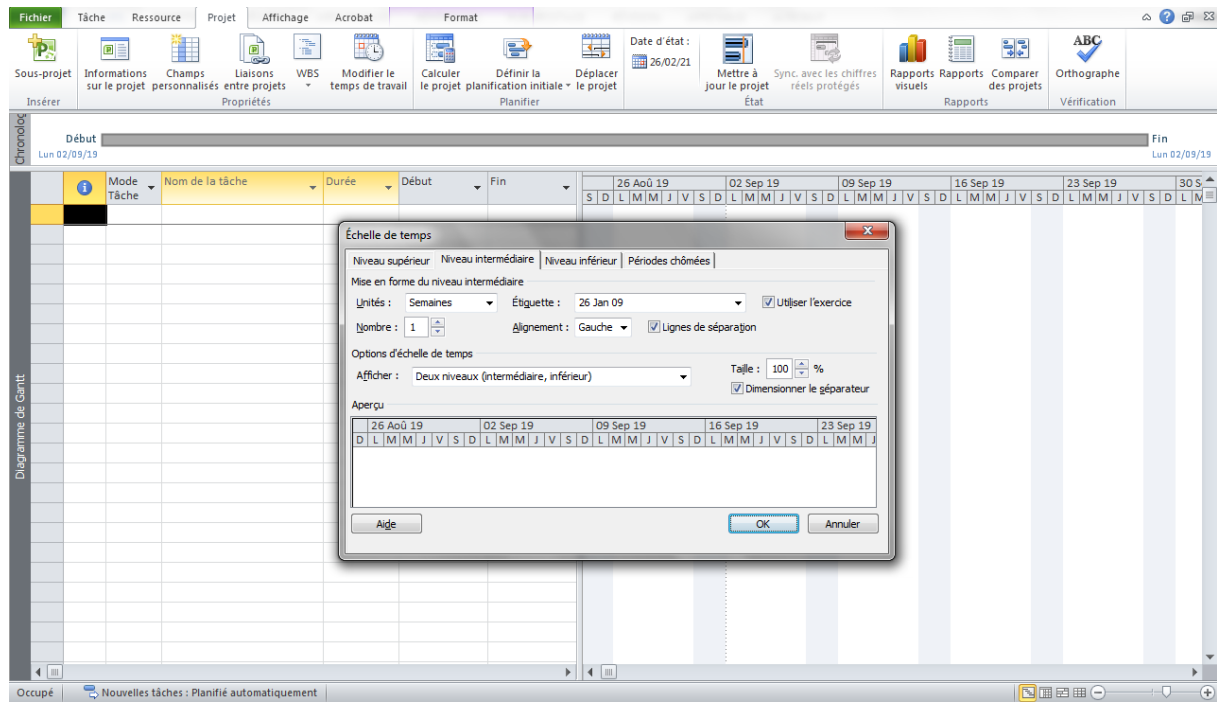 Fichier Tâche Ressource Projet Affichage Acrobat Format
Sous-projet
Informations sur le projet
Champs personnalisés
Liaisons entre projets
WBS
Modifier le temps de travail
Calculer le projet
Définir la planification initiale
Déplacer le projet
Date d'état :
26/02/21
Mettre à jour le projet
Sync. avec les chiffres réels protégés
Rapports visuels
Rapports
Comparer des projets
ABC
Orthographe
Insérer Propriétés Planifier État Rapports Vérification
Chronolog
Début
Lun 02/09/19
Fin
Lun 02/09/19
Mode Tâche Nom de la tâche Durée Début Fin
26 Aoû 19 02 Sep 19 09 Sep 19 16 Sep 19 23 Sep 19 30 S
S D L M M J V S D L M M J V S D L M M J V S D L M M J V S D L M M J V S D L M
Diagramme de Gantt
Échelle de temps
Niveau supérieur Niveau intermédiaire Niveau inférieur Périodes chômées
Mise en forme du niveau intermédiaire
Unités : Semaines Étiquette : 26 Jan 09 Utiliser l'exercice
Nombre : 1 Alignement : Gauche Lignes de séparation
Options d'échelle de temps
Afficher : Deux niveaux (intermédiaire, inférieur) Taille : 100 %
Dimensionner le séparateur
Aperçu
26 Aoû 19 02 Sep 19 09 Sep 19 16 Sep 19 23 Sep 19
D L M M J V S D L M M J V S D L M M J V S D L M M J V S D L M M J
Aide OK Annuler
Occupé Nouvelles tâches : Planifié automatiquement